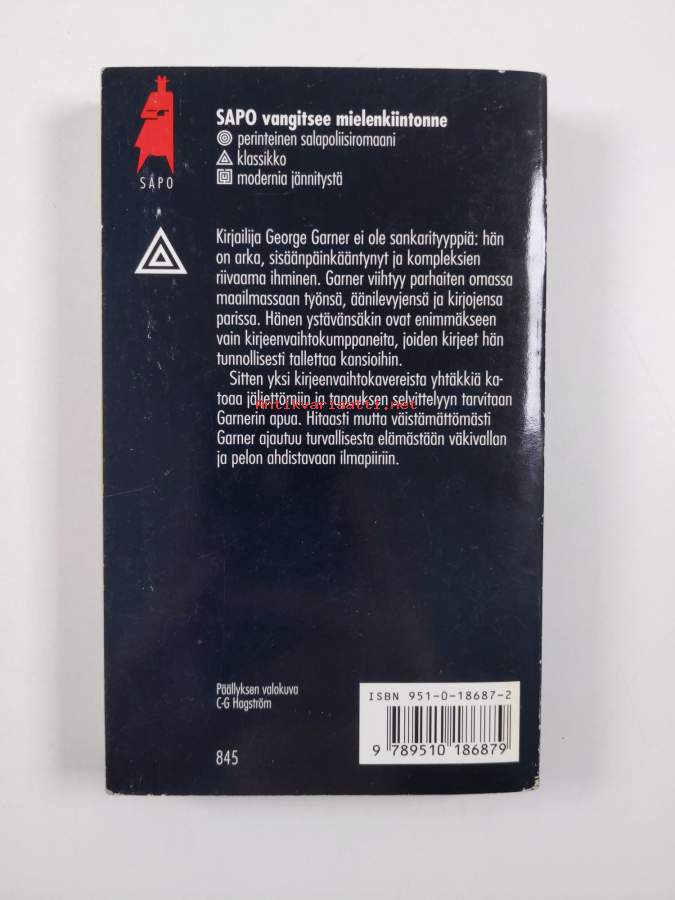 SAPO vangitsee mielenkiintonne
perinteinen salapoliisiromaani
klassikko
modernia jännitystä
SAPO
Kirjailija George Garner ei ole sankarityyppiä: hän
on arka, sisäänpäinkääntynyt ja kompleksien
riivaama ihminen. Garner viihtyy parhaiten omassa
maailmassaan työnsä, äänilevyjensä ja kirjojensa
parissa. Hänen ystävänsäkin ovat enimmäkseen
vain kirjeenvaihtokumppaneita, joiden kirjeet hän
tunnollisesti tallettaa kansioihin.
Sitten yksi kirjeenvaihtokavereista yhtäkkiä ka-
toaa jäljettömiin ja tapauksen selvittelyyn tarvitaan
Antikvariaatti.net
Garnerin apua. Hitaasti mutta väistämättömästi
Garner ajautuu turvallisesta elämästään väkivallan
ja pelon ahdistavaan ilmapiiriin.
Päällyksen valokuva
C-G Hagström
845
ISBN 951-0-18687-2
9 789510 186879